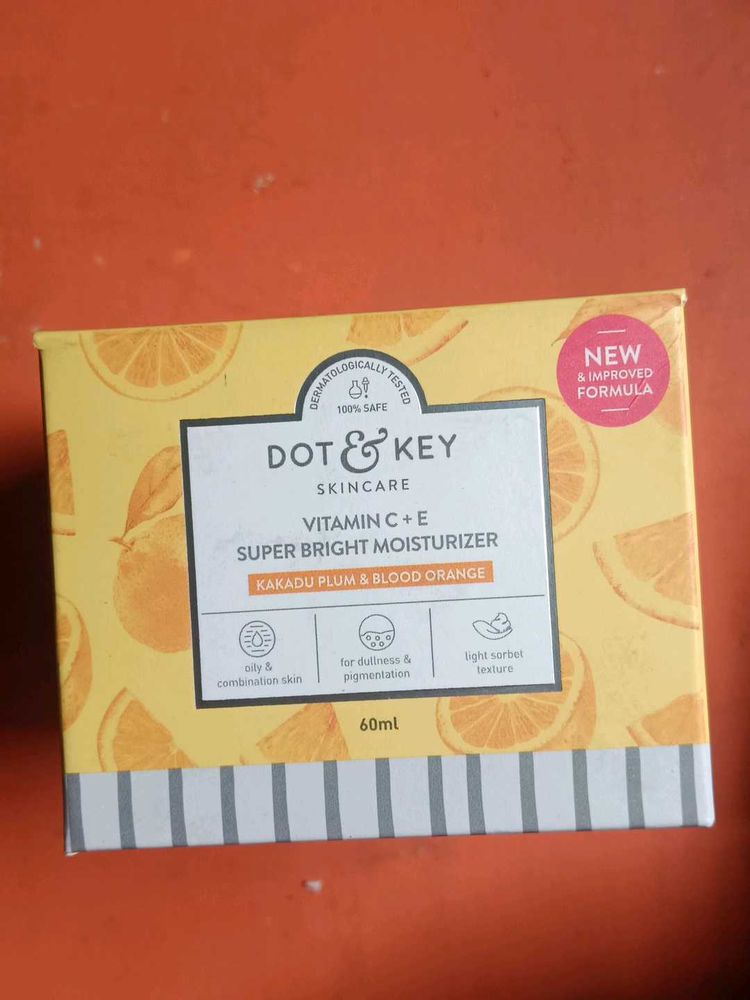 NEW
& IMPROVED
FORMULA
DERMATOLOGICALLY TESTED
100% SAFE
DOT & KEY
SKINCARE
VITAMIN C + E
SUPER BRIGHT MOISTURIZER
KAKADU PLUM & BLOOD ORANGE
oily &
combination skin
for dullness &
pigmentation
light sorbet
texture
60ml